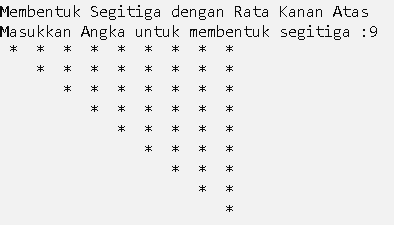 Membentuk Segitiga dengan Rata Kanan Atas
Masukkan Angka untuk membentuk segitiga :9
 *  *  *  *  *  *  *  *  *
    *  *  *  *  *  *  *  *
       *  *  *  *  *  *  *
          *  *  *  *  *  *
             *  *  *  *  *
                *  *  *  *
                   *  *  *
                      *  *
                         *